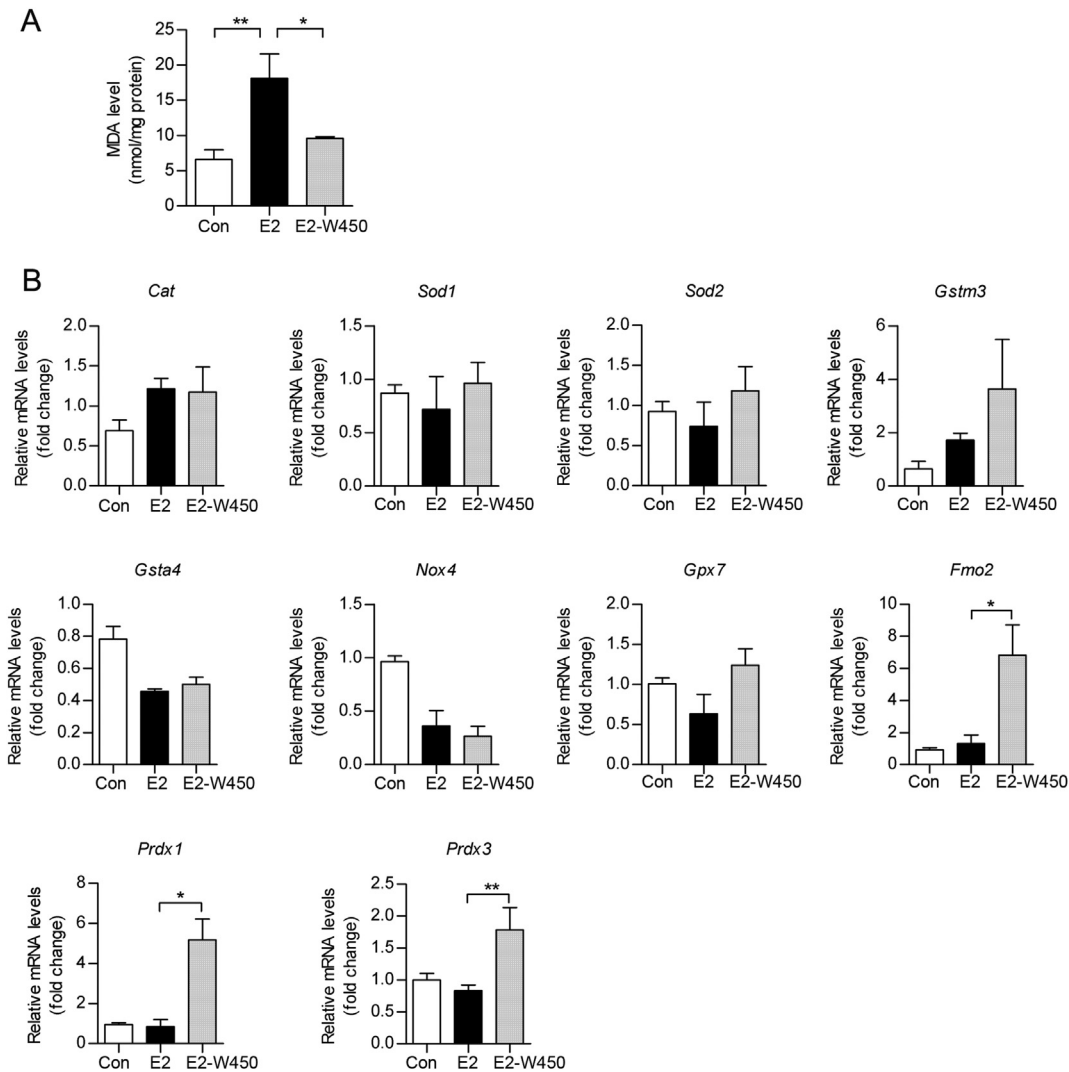 A
MDA level
(nmol/mg protein)
25
20
15
10
5
0
**
*
Con
E2
E2-W450
B
Cat
Relative mRNA levels
(fold change)
2.0
1.5
1.0
0.5
0.0
Con
E2
E2-W450
Sod1
Relative mRNA levels
(fold change)
1.5
1.0
0.5
0.0
Con
E2
E2-W450
Sod2
Relative mRNA levels
(fold change)
2.0
1.5
1.0
0.5
0.0
Con
E2
E2-W450
Gstm3
Relative mRNA levels
(fold change)
6
4
2
0
Con
E2
E2-W450
Gsta4
Relative mRNA levels
(fold change)
1.0
0.8
0.6
0.4
0.2
0.0
Con
E2
E2-W450
Nox4
Relative mRNA levels
(fold change)
1.5
1.0
0.5
0.0
Con
E2
E2-W450
Gpx7
Relative mRNA levels
(fold change)
2.0
1.5
1.0
0.5
0.0
Con
E2
E2-W450
Fmo2
Relative mRNA levels
(fold change)
10
8
6
4
2
0
*
Con
E2
E2-W450
Prdx1
Relative mRNA levels
(fold change)
8
6
4
2
0
*
Con
E2
E2-W450
Prdx3
Relative mRNA levels
(fold change)
2.5
2.0
1.5
1.0
0.5
0.0
**
Con
E2
E2-W450